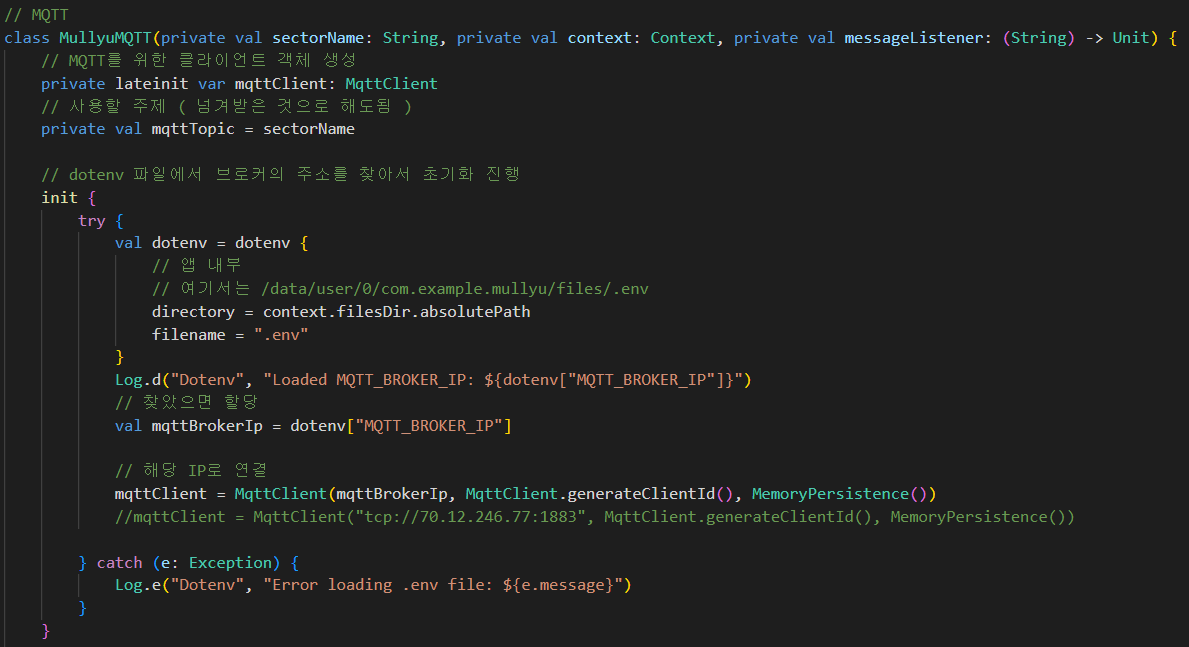 // MQTT
class MullyuMQTT(private val sectorName: String, private val context: Context, private val messageListener: (String) -> Unit) {
    // MQTT를 위한 클라이언트 객체 생성
    private lateinit var mqttClient: MqttClient
    // 사용할 주제 ( 넘겨받은 것으로 해도됨 )
    private val mqttTopic = sectorName

    // dotenv 파일에서 브로커의 주소를 찾아서 초기화 진행
    init {
        try {
            val dotenv = dotenv {
                // 앱 내부
                // 여기서는 /data/user/0/com.example.mullyu/files/.env
                directory = context.filesDir.absolutePath
                filename = ".env"
            }
            Log.d("Dotenv", "Loaded MQTT_BROKER_IP: ${dotenv["MQTT_BROKER_IP"]}")
            // 찾았으면 할당
            val mqttBrokerIp = dotenv["MQTT_BROKER_IP"]

            // 해당 IP로 연결
            mqttClient = MqttClient(mqttBrokerIp, MqttClient.generateClientId(), MemoryPersistence())
            //mqttClient = MqttClient("tcp://70.12.246.77:1883", MqttClient.generateClientId(), MemoryPersistence())

        } catch (e: Exception) {
            Log.e("Dotenv", "Error loading .env file: ${e.message}")
        }
    }